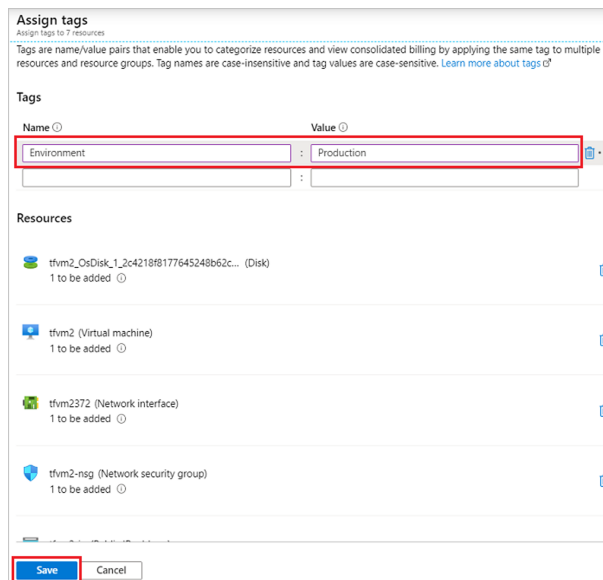 Assign tags
Assign tags to 7 resources
Tags are name/value pairs that enable you to categorize resources and view consolidated billing by applying the same tag to multiple
resources and resource groups. Tag names are case-insensitive and tag values are case-sensitive. Learn more about tags
Tags
Name Value
Environment : Production
:
Resources
tfvm2_OsDisk_1_2c4218f8177645248b62c... (Disk)
1 to be added
tfvm2 (Virtual machine)
1 to be added
tfvm2372 (Network interface)
1 to be added
tfvm2-nsg (Network security group)
1 to be added
Save Cancel